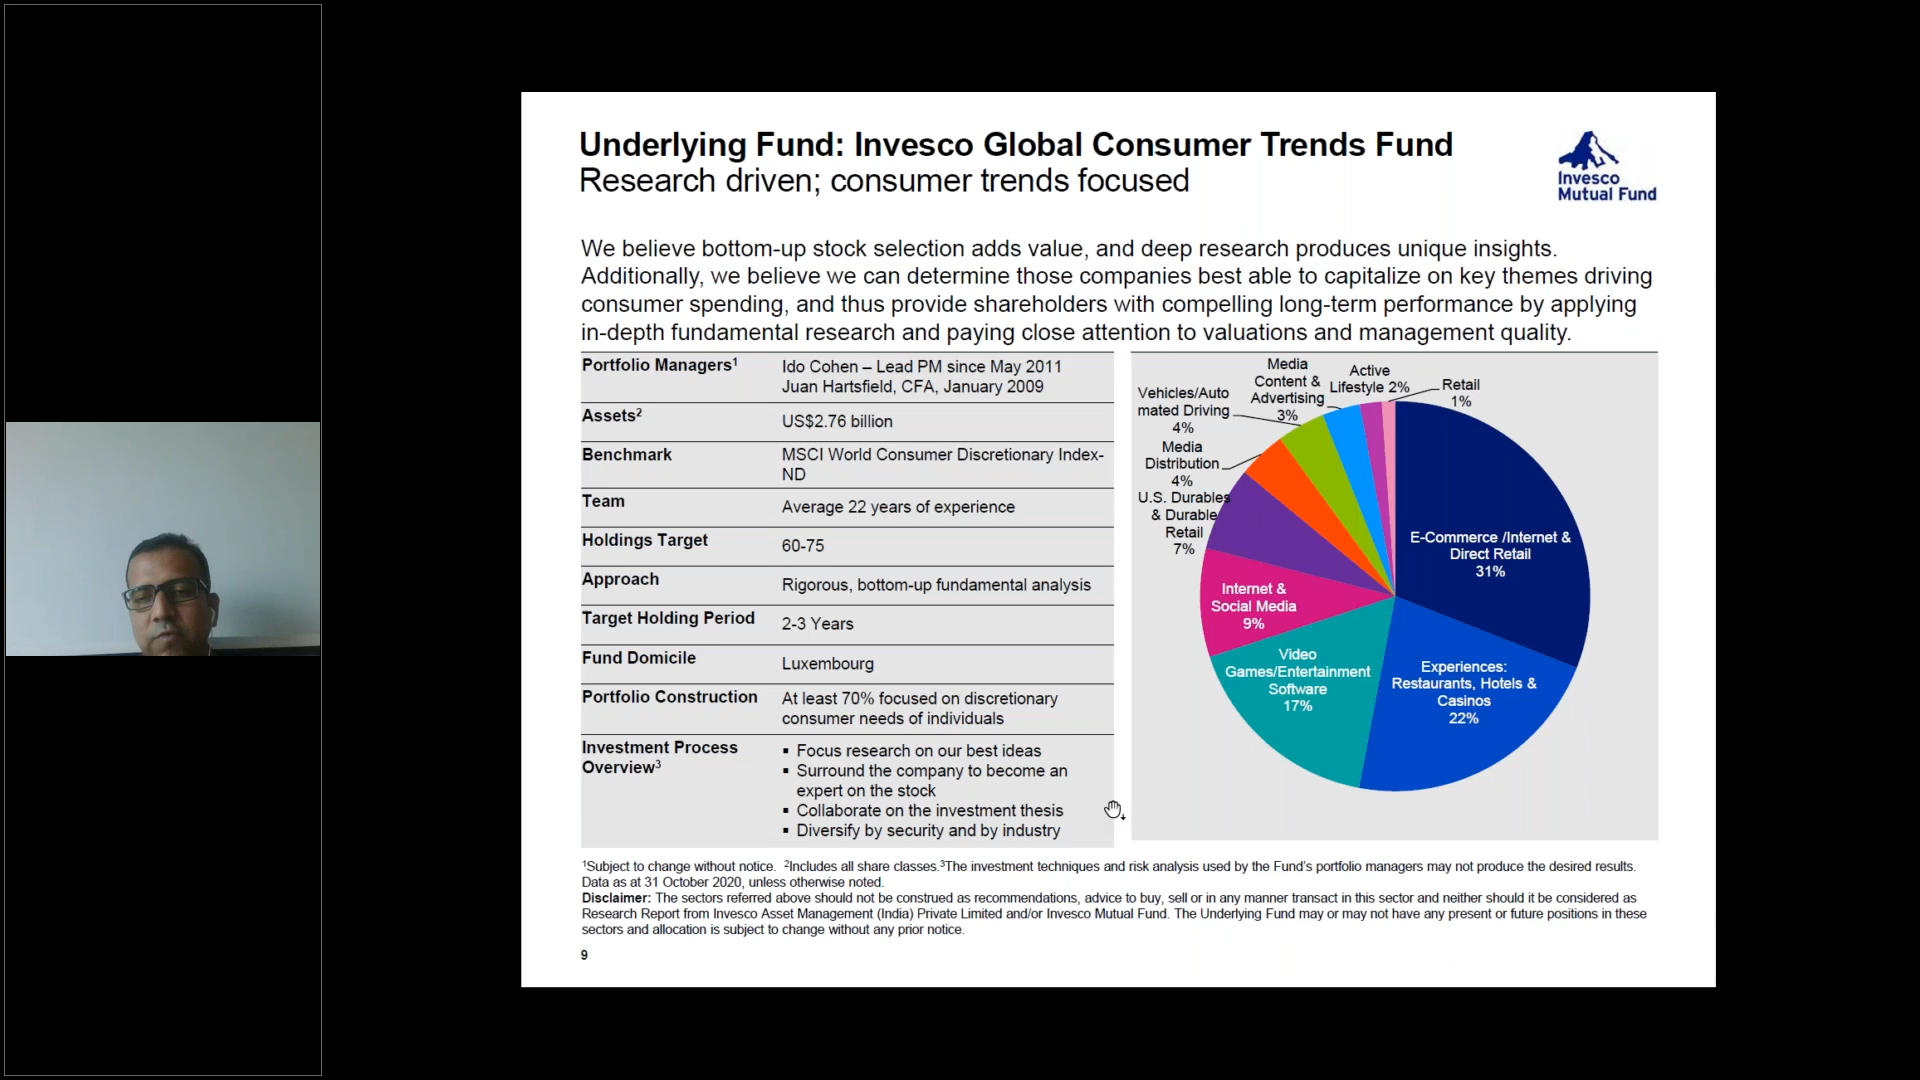 Underlying Fund: Invesco Global Consumer Trends Fund
Research driven; consumer trends focused
Invesco
Mutual Fund
We believe bottom-up stock selection adds value, and deep research produces unique insights.
Additionally, we believe we can determine those companies best able to capitalize on key themes driving
consumer spending, and thus provide shareholders with compelling long-term performance by applying
in-depth fundamental research and paying close attention to valuations and management quality.
Portfolio Managers¹
Ido Cohen – Lead PM since May 2011
Juan Hartsfield, CFA, January 2009
Assets²
US$2.76 billion
Benchmark
MSCI World Consumer Discretionary Index-
ND
Team
Average 22 years of experience
Holdings Target
60-75
Approach
Rigorous, bottom-up fundamental analysis
Target Holding Period
2-3 Years
Fund Domicile
Luxembourg
Portfolio Construction
At least 70% focused on discretionary
consumer needs of individuals
Investment Process
Overview³
▪ Focus research on our best ideas
▪ Surround the company to become an
expert on the stock
▪ Collaborate on the investment thesis
▪ Diversify by security and by industry
Vehicles/Auto
mated Driving
4%
Media
Content &
Advertising
3%
Active
Lifestyle 2%
Retail
1%
Media
Distribution
4%
U.S. Durables
& Durable
Retail
7%
E-Commerce /Internet &
Direct Retail
31%
Internet &
Social Media
9%
Video
Games/Entertainment
Software
17%
Experiences:
Restaurants, Hotels &
Casinos
22%
¹Subject to change without notice. ²Includes all share classes.³The investment techniques and risk analysis used by the Fund's portfolio managers may not produce the desired results.
Data as at 31 October 2020, unless otherwise noted.
Disclaimer: The sectors referred above should not be construed as recommendations, advice to buy, sell or in any manner transact in this sector and neither should it be considered as
Research Report from Invesco Asset Management (India) Private Limited and/or Invesco Mutual Fund. The Underlying Fund may or may not have any present or future positions in these
sectors and allocation is subject to change without any prior notice.
9